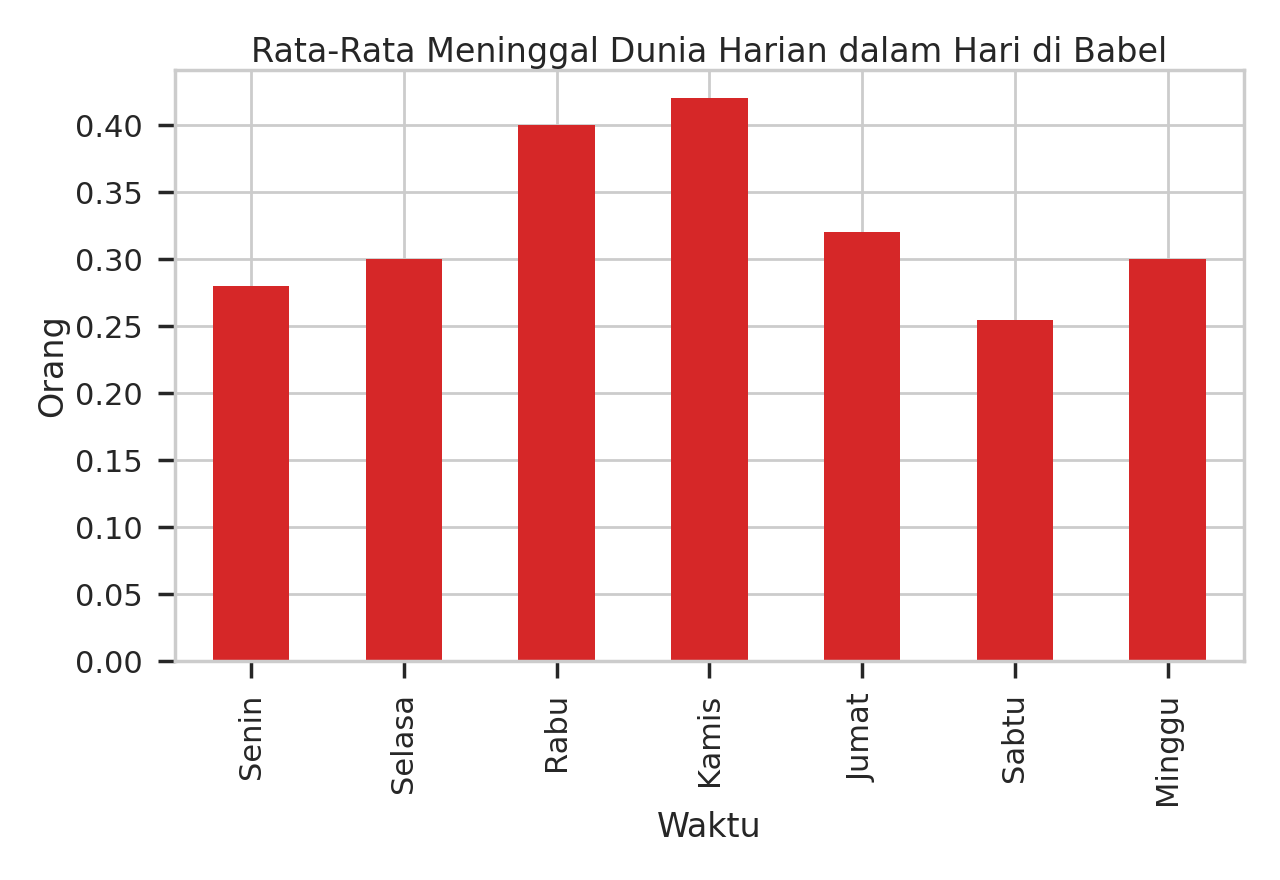 Rata-Rata Meninggal Dunia Harian dalam Hari di Babel
0.40
0.35
0.30
0.25
0.20
0.15
0.10
0.05
0.00
Orang
Senin
Selasa
Rabu
Kamis
Jumat
Sabtu
Minggu
Waktu